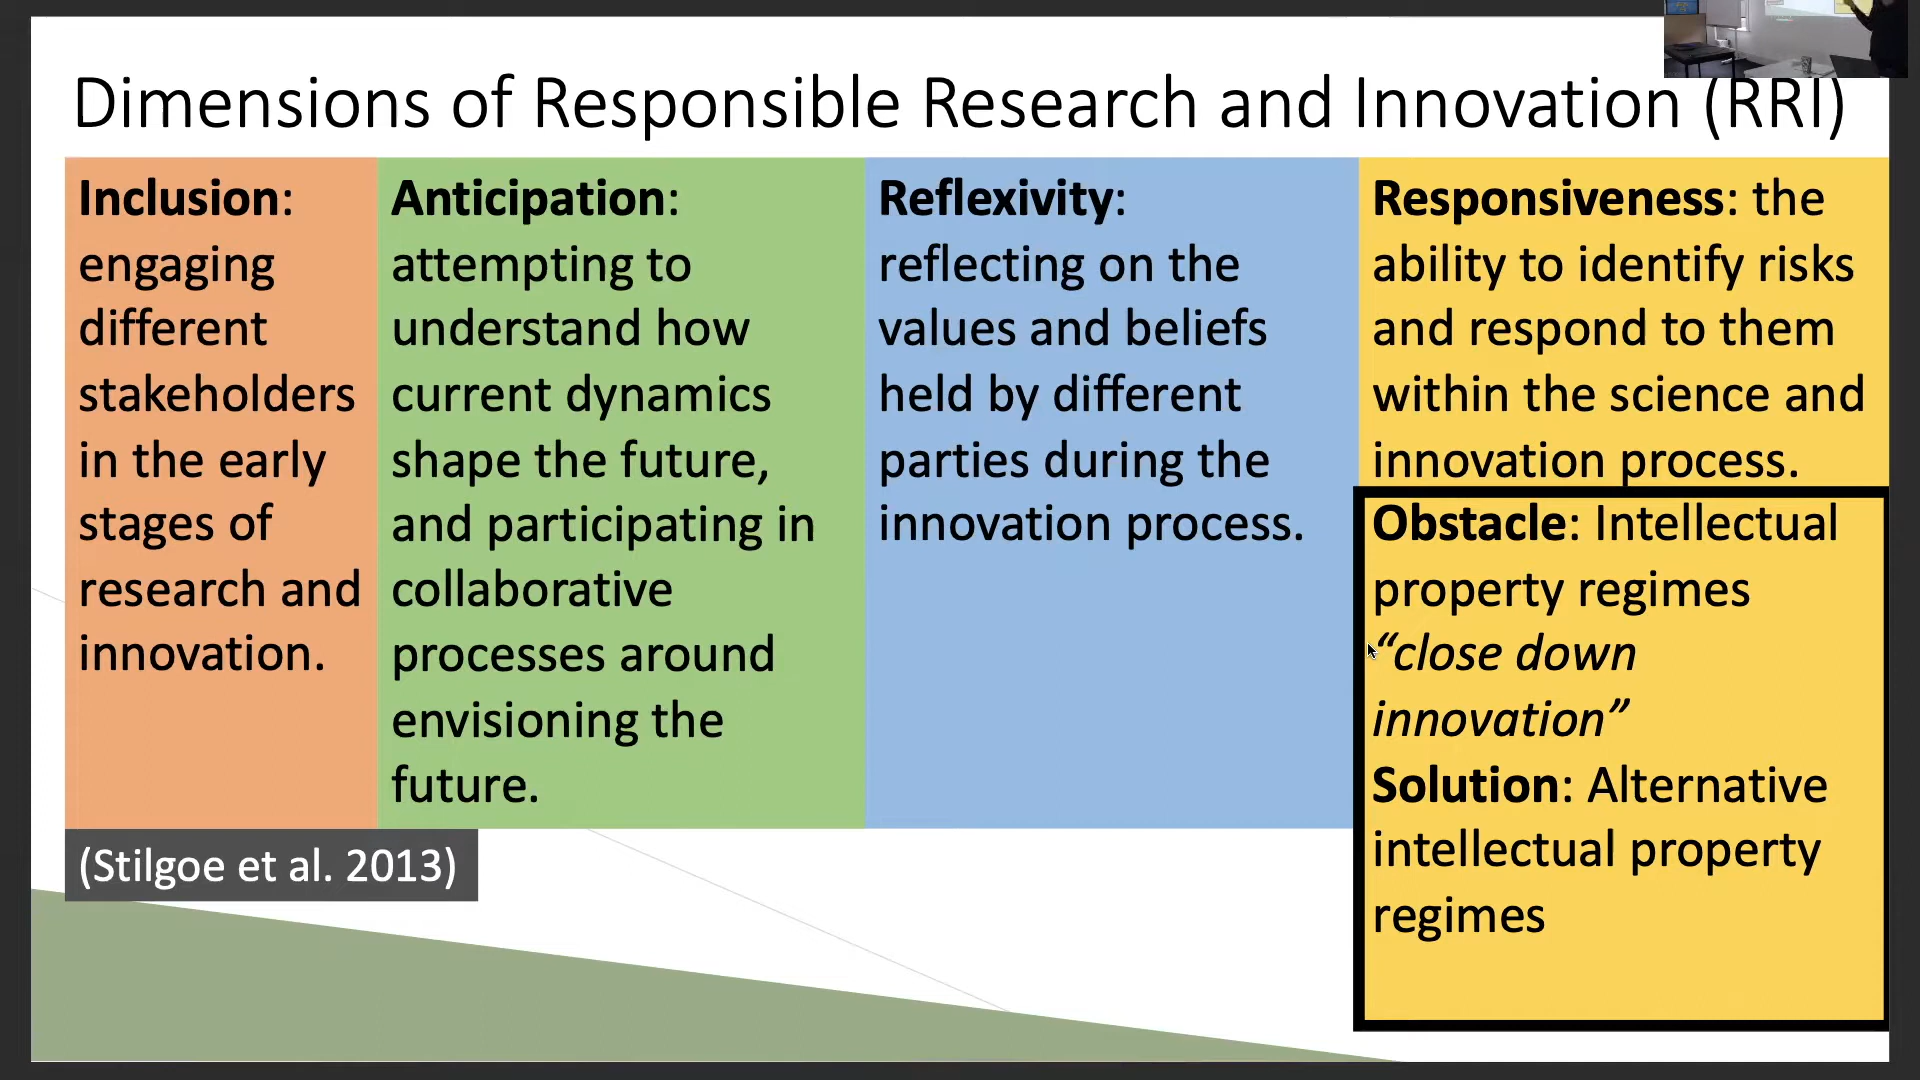 Dimensions of Responsible Research and Innovation (RRI)
Inclusion:
engaging
different
stakeholders
in the early
stages of
research and
innovation.
Anticipation:
attempting to
understand how
current dynamics
shape the future,
and participating in
collaborative
processes around
envisioning the
future.
Reflexivity:
reflecting on the
values and beliefs
held by different
parties during the
innovation process.
Responsiveness: the
ability to identify risks
and respond to them
within the science and
innovation process.
Obstacle: Intellectual
property regimes
“close down
innovation”
Solution: Alternative
intellectual property
regimes
(Stilgoe et al. 2013)